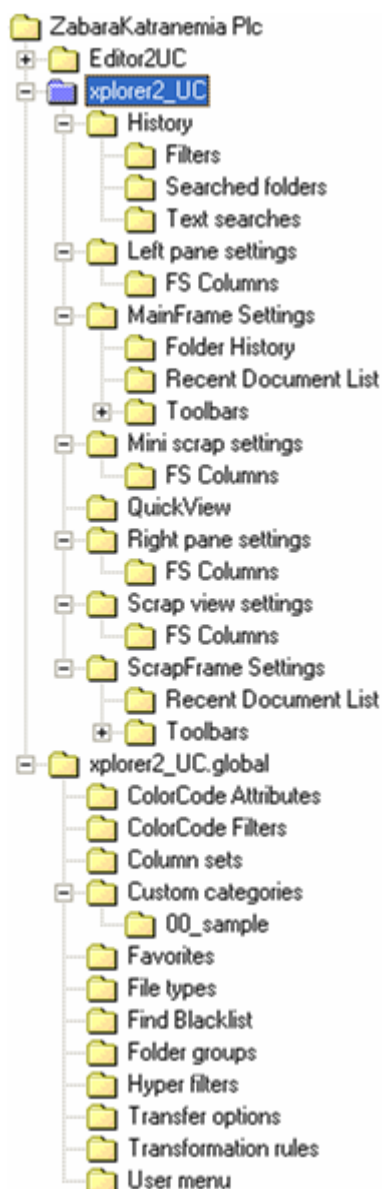 ZabaraKatranemia Plc
Editor2UC
xplorer2_UC
History
Filters
Searched folders
Text searches
Left pane settings
FS Columns
MainFrame Settings
Folder History
Recent Document List
Toolbars
Mini scrap settings
FS Columns
QuickView
Right pane settings
FS Columns
Scrap view settings
FS Columns
ScrapFrame Settings
Recent Document List
Toolbars
xplorer2_UC.global
ColorCode Attributes
ColorCode Filters
Column sets
Custom categories
00_sample
Favorites
File types
Find Blacklist
Folder groups
Hyper filters
Transfer options
Transformation rules
User menu